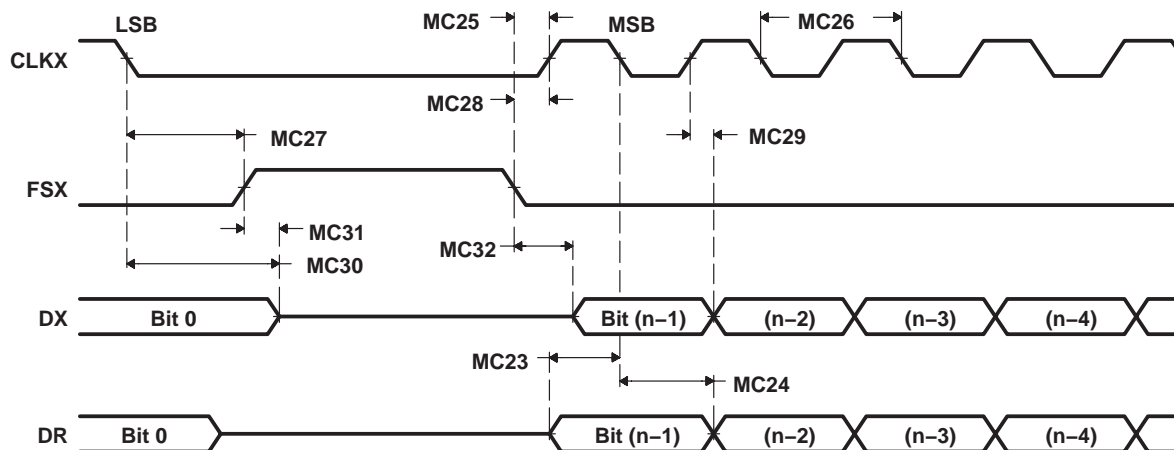 LSB
MC25
MSB
MC26
CLKX
MC28
MC27
MC29
FSX
MC31
MC32
MC30
DX
Bit 0
Bit (n–1)
(n–2)
(n–3)
(n–4)
MC23
MC24
DR
Bit 0
Bit (n–1)
(n–2)
(n–3)
(n–4)